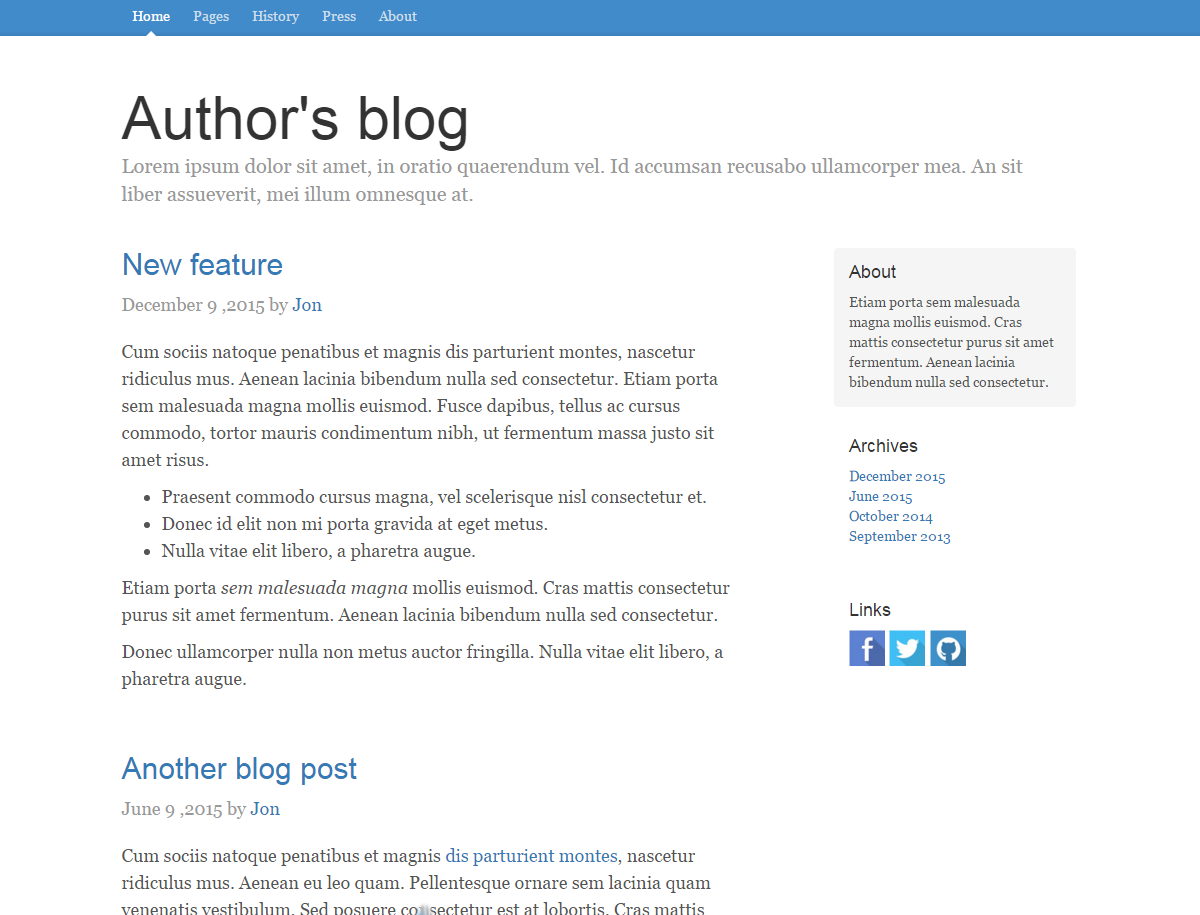 Home Pages History Press About
Author's blog
Lorem ipsum dolor sit amet, in oratio quaerendum vel. Id accumsan recusabo ullamcorper mea. An sit
liber assueverit, mei illum omnesque at.
New feature
December 9 ,2015 by Jon
Cum sociis natoque penatibus et magnis dis parturient montes, nascetur
ridiculus mus. Aenean lacinia bibendum nulla sed consectetur. Etiam porta
sem malesuada magna mollis euismod. Fusce dapibus, tellus ac cursus
commodo, tortor mauris condimentum nibh, ut fermentum massa justo sit
amet risus.
Praesent commodo cursus magna, vel scelerisque nisl consectetur et.
Donec id elit non mi porta gravida at eget metus.
Nulla vitae elit libero, a pharetra augue.
Etiam porta sem malesuada magna mollis euismod. Cras mattis consectetur
purus sit amet fermentum. Aenean lacinia bibendum nulla sed consectetur.
Donec ullamcorper nulla non metus auctor fringilla. Nulla vitae elit libero, a
pharetra augue.
Another blog post
June 9 ,2015 by Jon
Cum sociis natoque penatibus et magnis dis parturient montes, nascetur
ridiculus mus. Aenean eu leo quam. Pellentesque ornare sem lacinia quam
venenatis vestibulum. Sed posuere consectetur est at lobortis. Cras mattis
About
Etiam porta sem malesuada
magna mollis euismod. Cras
mattis consectetur purus sit amet
fermentum. Aenean lacinia
bibendum nulla sed consectetur.
Archives
December 2015
June 2015
October 2014
September 2013
Links